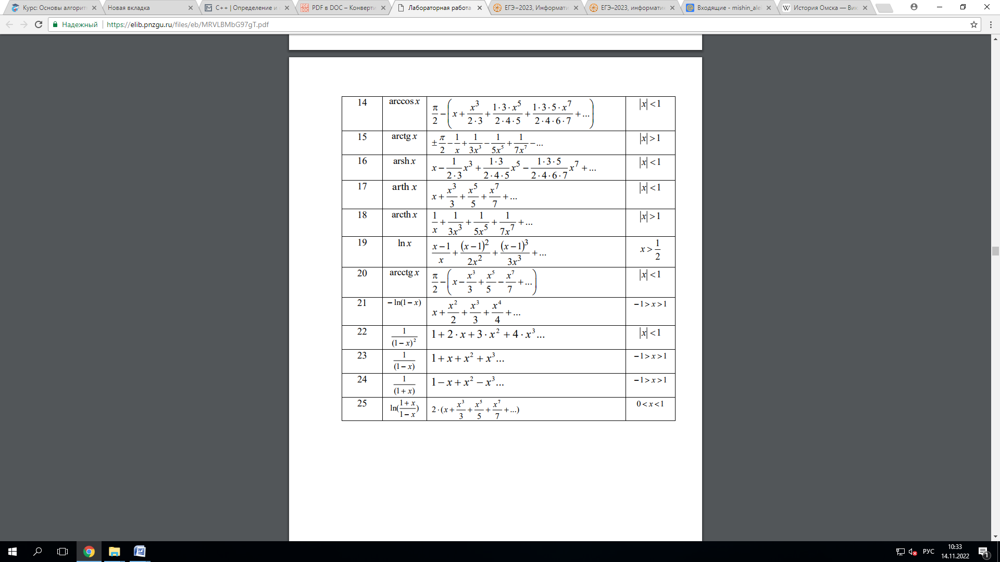 Курс: Основы алгорит Новая вкладка C++ | Определение и PDF в DOC – Конверти Лабораторная работа ЕГЭ–2023, Информати ЕГЭ–2023, информати Входящие - mishin_ale История Омска — Вик
Надежный https://elib.pnzgu.ru/files/eb/MRVLBMbG97gT.pdf
14 arccos x π/2 − (x + x³/(2·3) + (1·3·x⁵)/(2·4·5) + (1·3·5·x⁷)/(2·4·6·7) + ...) |x| < 1
15 arctg x ± π/2 − 1/x + 1/(3x³) − 1/(5x⁵) + 1/(7x⁷) − ... |x| > 1
16 arsh x x − 1/(2·3) x³ + (1·3)/(2·4·5) x⁵ − (1·3·5)/(2·4·6·7) x⁷ + ... |x| < 1
17 arth x x + x³/3 + x⁵/5 + x⁷/7 + ... |x| < 1
18 arcth x 1/x + 1/(3x³) + 1/(5x⁵) + 1/(7x⁷) + ... |x| > 1
19 ln x (x−1)/x + (x−1)²/(2x²) + (x−1)³/(3x³) + ... x > 1/2
20 arcctg x π/2 − (x − x³/3 + x⁵/5 − x⁷/7 + ...) |x| < 1
21 − ln(1 − x) x + x²/2 + x³/3 + x⁴/4 + ... −1 > x > 1
22 1/(1 − x)² 1 + 2·x + 3·x² + 4·x³... |x| < 1
23 1/(1 − x) 1 + x + x² + x³... −1 > x > 1
24 1/(1 + x) 1 − x + x² − x³... −1 > x > 1
25 ln((1 + x)/(1 − x)) 2·(x + x³/3 + x⁵/5 + x⁷/7 + ...) 0 < x < 1
РУС 10:33
14.11.2022 1